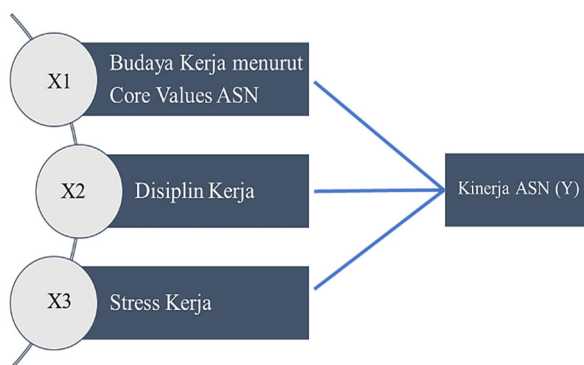 X1
Budaya Kerja menurut
Core Values ASN
X2
Disiplin Kerja
Kinerja ASN (Y)
X3
Stress Kerja